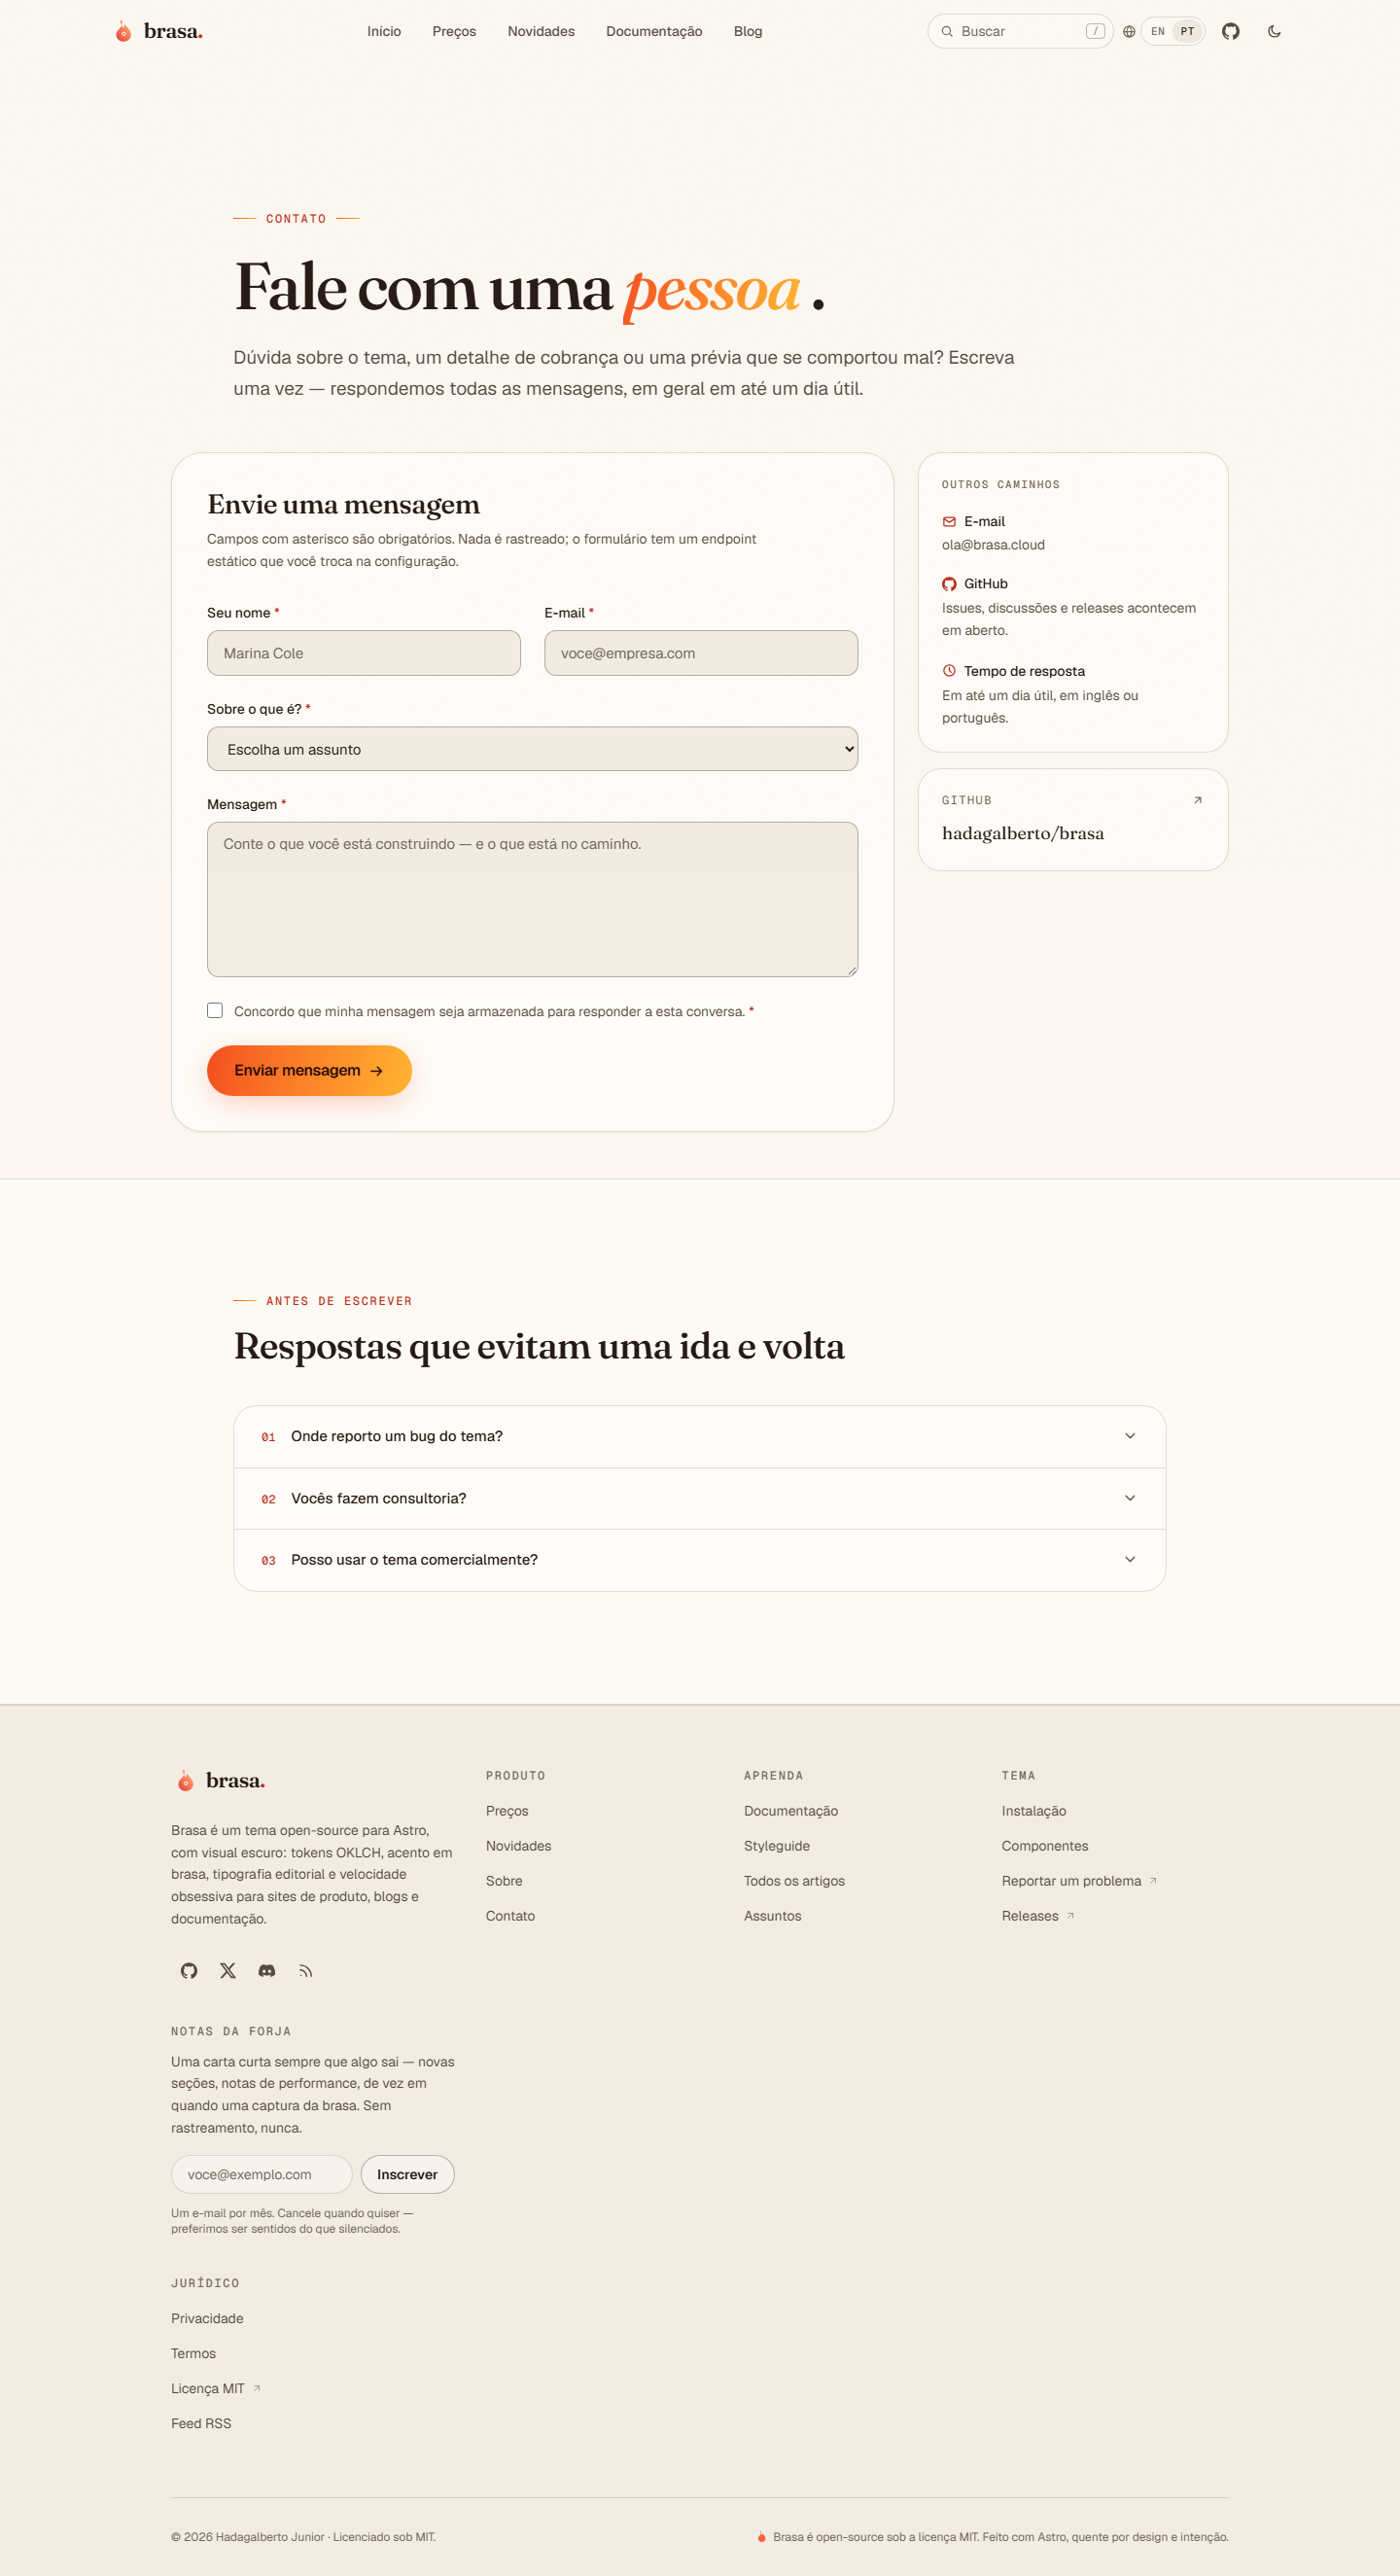 brasa.
Início
Preços
Novidades
Documentação
Blog
Buscar
/
EN
PT
CONTATO
Fale com uma pessoa .
Dúvida sobre o tema, um detalhe de cobrança ou uma prévia que se comportou mal? Escreva
uma vez — respondemos todas as mensagens, em geral em até um dia útil.
Envie uma mensagem
Campos com asterisco são obrigatórios. Nada é rastreado; o formulário tem um endpoint
estático que você troca na configuração.
Seu nome *
Marina Cole
E-mail *
voce@empresa.com
Sobre o que é? *
Escolha um assunto
Mensagem *
Conte o que você está construindo — e o que está no caminho.
Concordo que minha mensagem seja armazenada para responder a esta conversa. *
Enviar mensagem →
OUTROS CAMINHOS
E-mail
ola@brasa.cloud
GitHub
Issues, discussões e releases acontecem
em aberto.
Tempo de resposta
Em até um dia útil, em inglês ou
português.
GITHUB
hadagalberto/brasa
ANTES DE ESCREVER
Respostas que evitam uma ida e volta
01 Onde reporto um bug do tema?
02 Vocês fazem consultoria?
03 Posso usar o tema comercialmente?
brasa.
Brasa é um tema open-source para Astro,
com visual escuro: tokens OKLCH, acento em
brasa, tipografia editorial e velocidade
obsessiva para sites de produto, blogs e
documentação.
PRODUTO
Preços
Novidades
Sobre
Contato
APRENDA
Documentação
Styleguide
Todos os artigos
Assuntos
TEMA
Instalação
Componentes
Reportar um problema
Releases
NOTAS DA FORJA
Uma carta curta sempre que algo sai — novas
seções, notas de performance, de vez em
quando uma captura da brasa. Sem
rastreamento, nunca.
voce@exemplo.com
Inscrever
Um e-mail por mês. Cancele quando quiser —
preferimos ser sentidos do que silenciados.
JURÍDICO
Privacidade
Termos
Licença MIT
Feed RSS
© 2026 Hadagalberto Junior · Licenciado sob MIT.
Brasa é open-source sob a licença MIT. Feito com Astro, quente por design e intenção.